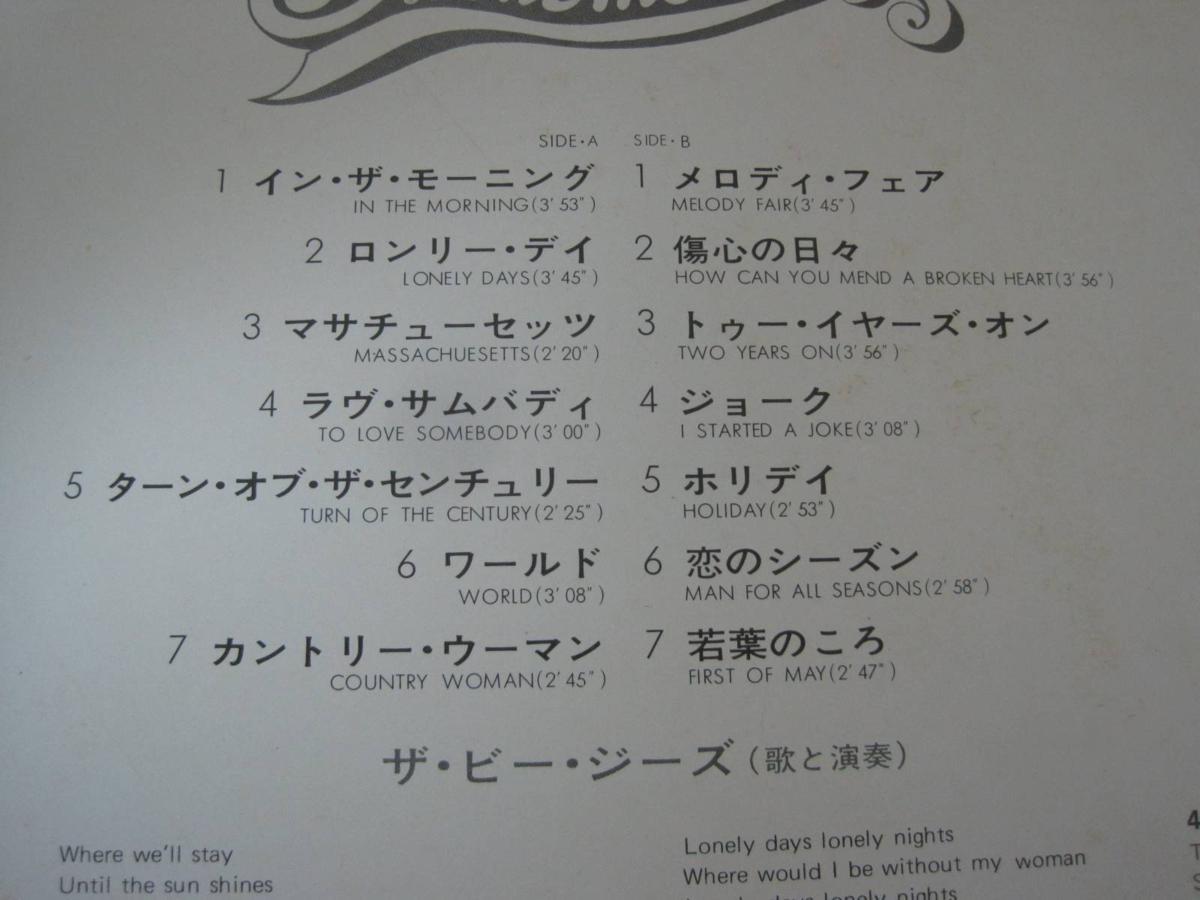 SIDE・A
1 イン・ザ・モーニング
IN THE MORNING(3′53″)
2 ロンリー・デイ
LONELY DAYS(3′45″)
3 マサチューセッツ
MASSACHUESETTS(2′20″)
4 ラヴ・サムバディ
TO LOVE SOMEBODY(3′00″)
5 ターン・オブ・ザ・センチュリー
TURN OF THE CENTURY(2′25″)
6 ワールド
WORLD(3′08″)
7 カントリー・ウーマン
COUNTRY WOMAN(2′45″)
SIDE・B
1 メロディ・フェア
MELODY FAIR(3′45″)
2 傷心の日々
HOW CAN YOU MEND A BROKEN HEART(3′56″)
3 トゥー・イヤーズ・オン
TWO YEARS ON(3′56″)
4 ジョーク
I STARTED A JOKE(3′08″)
5 ホリデイ
HOLIDAY(2′53″)
6 恋のシーズン
MAN FOR ALL SEASONS(2′58″)
7 若葉のころ
FIRST OF MAY(2′47″)
ザ・ビー・ジーズ(歌と演奏)
Where we'll stay
Until the sun shines
Lonely days lonely nights
Where would I be without my woman
days lonely nights
4